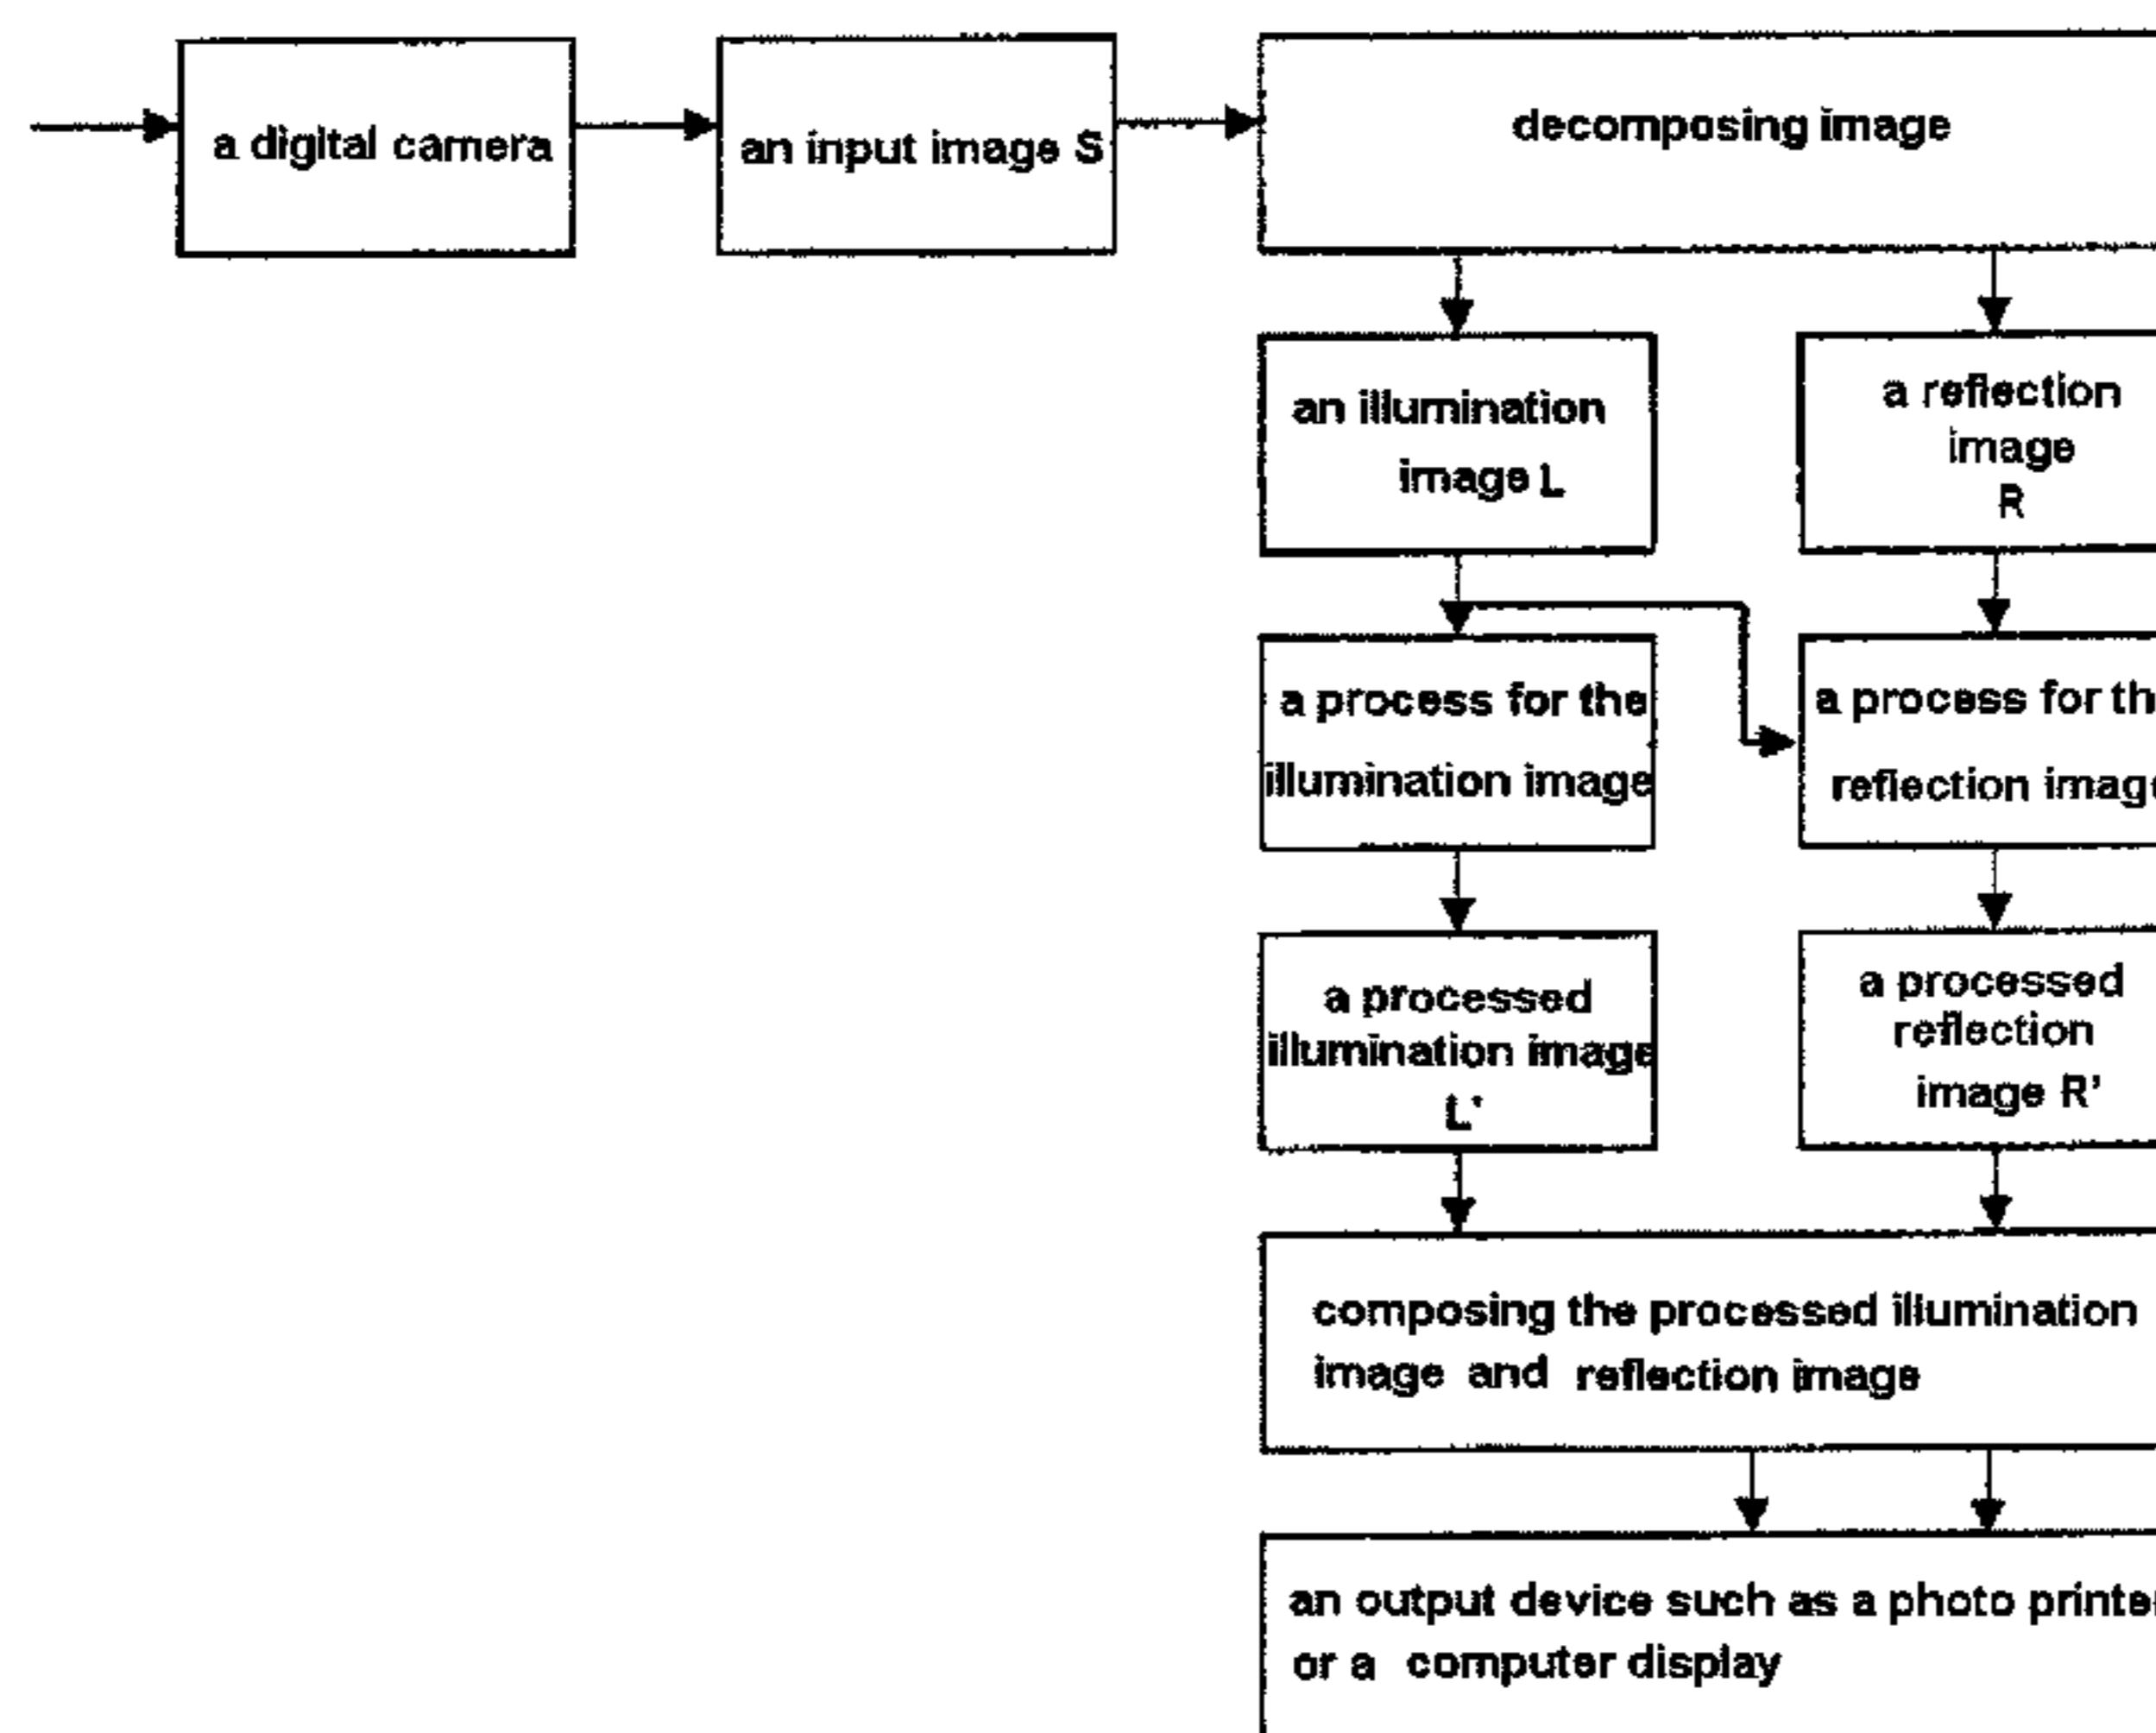 a digital camera
an input image S
decomposing image
an illumination
image L
a reflection
image
R
a process for the
illumination image
a process for th
reflection image
a processed
illumination image
L'
a processed
reflection
image R’
composing the processed illumination
image and reflection image
an output device such as a photo printer
or a computer display